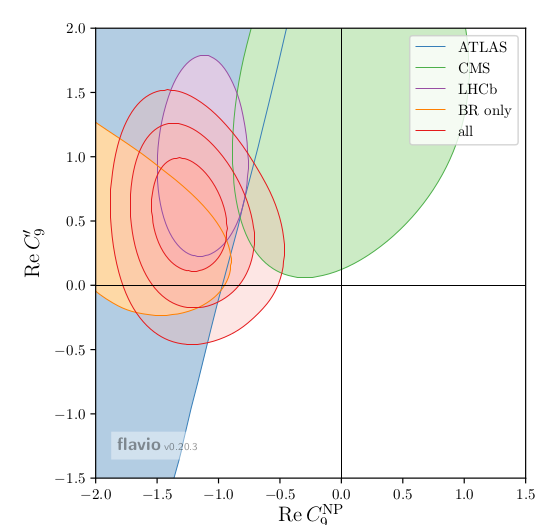 2.0
1.5
1.0
0.5
0.0
−0.5
−1.0
−1.5
−2.0 −1.5 −1.0 −0.5 0.0 0.5 1.0 1.5
Re C₉′
Re C₉ᴺᴾ
ATLAS
CMS
LHCb
BR only
all
flavio v0.20.3